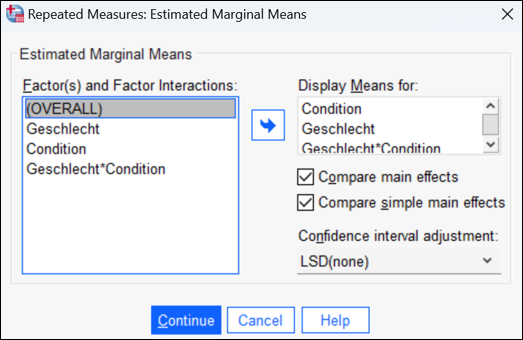 Repeated Measures: Estimated Marginal Means
Estimated Marginal Means
Factor(s) and Factor Interactions:
(OVERALL)
Geschlecht
Condition
Geschlecht*Condition
Display Means for:
Condition
Geschlecht
Geschlecht*Condition
Compare main effects
Compare simple main effects
Confidence interval adjustment:
LSD(none)
Continue
Cancel
Help